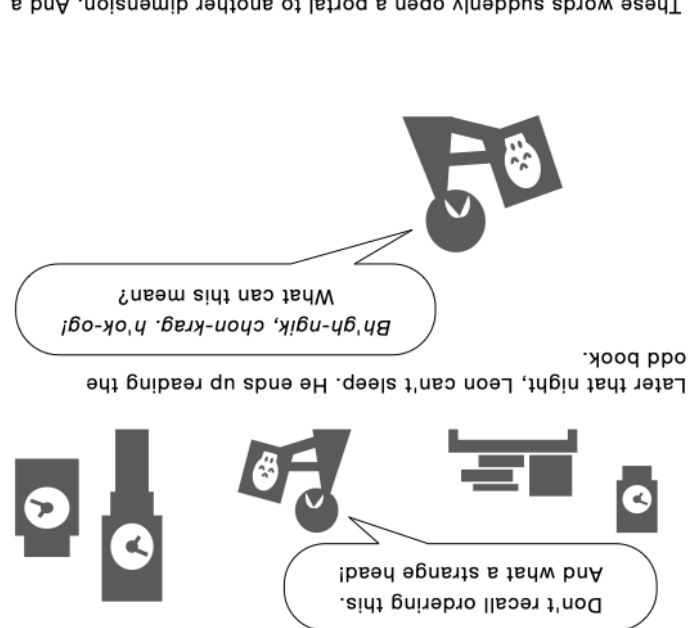 Don't recall ordering this.
And what a strange head!
Later that night, Leon can't sleep. He ends up reading the
odd book.
Bh'gh-ngik, chon-krag. h'ok-og!
What can this mean?
These words suddenly open a portal to another dimension. And a